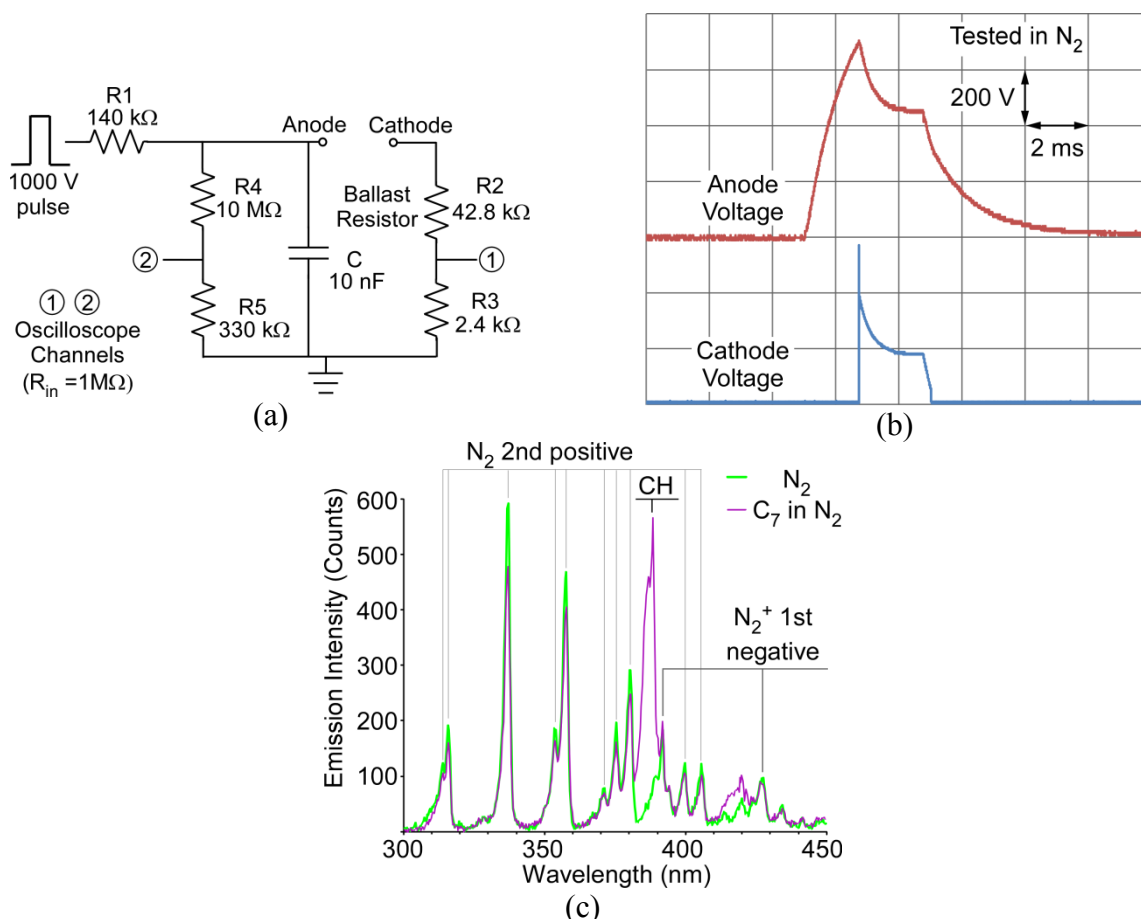 R1
140 kΩ
1000 V
pulse
Anode
Cathode
R4
10 MΩ
Ballast
Resistor
R2
42.8 kΩ
②
①
C
10 nF
R5
330 kΩ
R3
2.4 kΩ
① ②
Oscilloscope
Channels
(R_in =1MΩ)
(a)
Tested in N₂
200 V
2 ms
Anode
Voltage
Cathode
Voltage
(b)
N₂ 2nd positive
CH
N₂
C₇ in N₂
N₂⁺ 1st
negative
Emission Intensity (Counts)
600
500
400
300
200
100
300
350
400
450
Wavelength (nm)
(c)